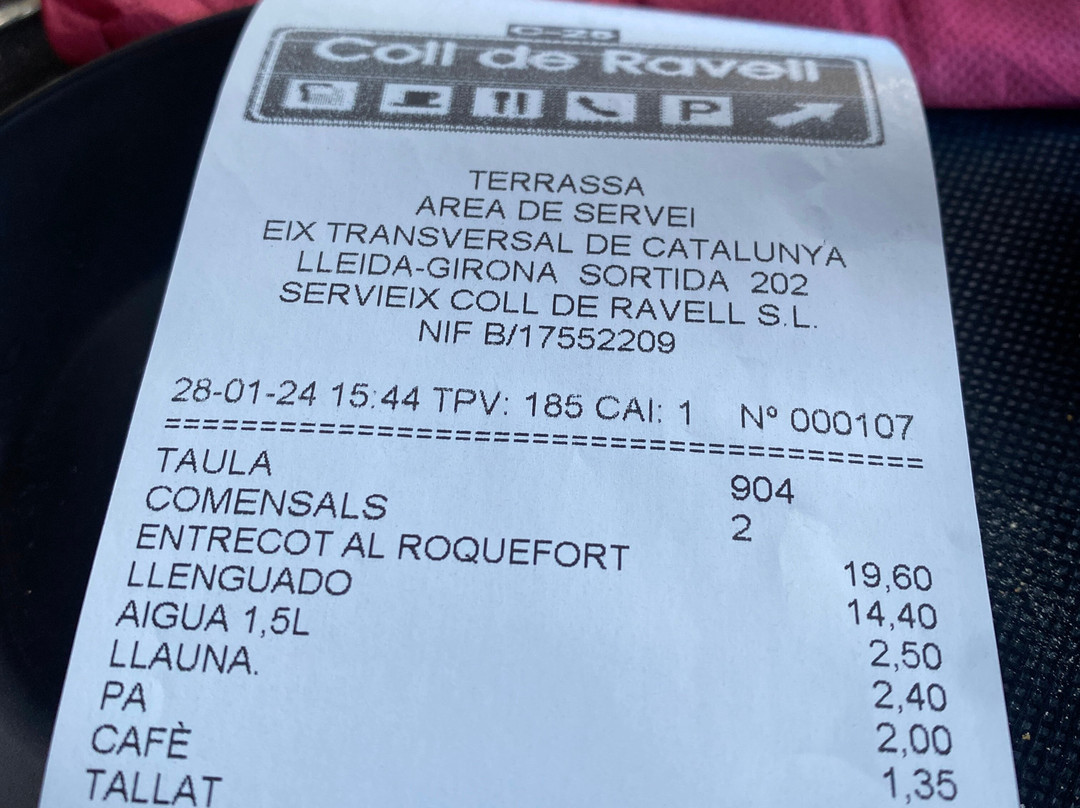 C-25
Coll de Ravell
P
TERRASSA
AREA DE SERVEI
EIX TRANSVERSAL DE CATALUNYA
LLEIDA-GIRONA SORTIDA 202
SERVIEIX COLL DE RAVELL S.L.
NIF B/17552209
28-01-24 15:44 TPV: 185 CAI: 1 Nº 000107
========================================
TAULA 904
COMENSALS 2
ENTRECOT AL ROQUEFORT 19,60
LLENGUADO 14,40
AIGUA 1,5L 2,50
LLAUNA. 2,40
PA 2,00
CAFÈ 1,35
TALLAT